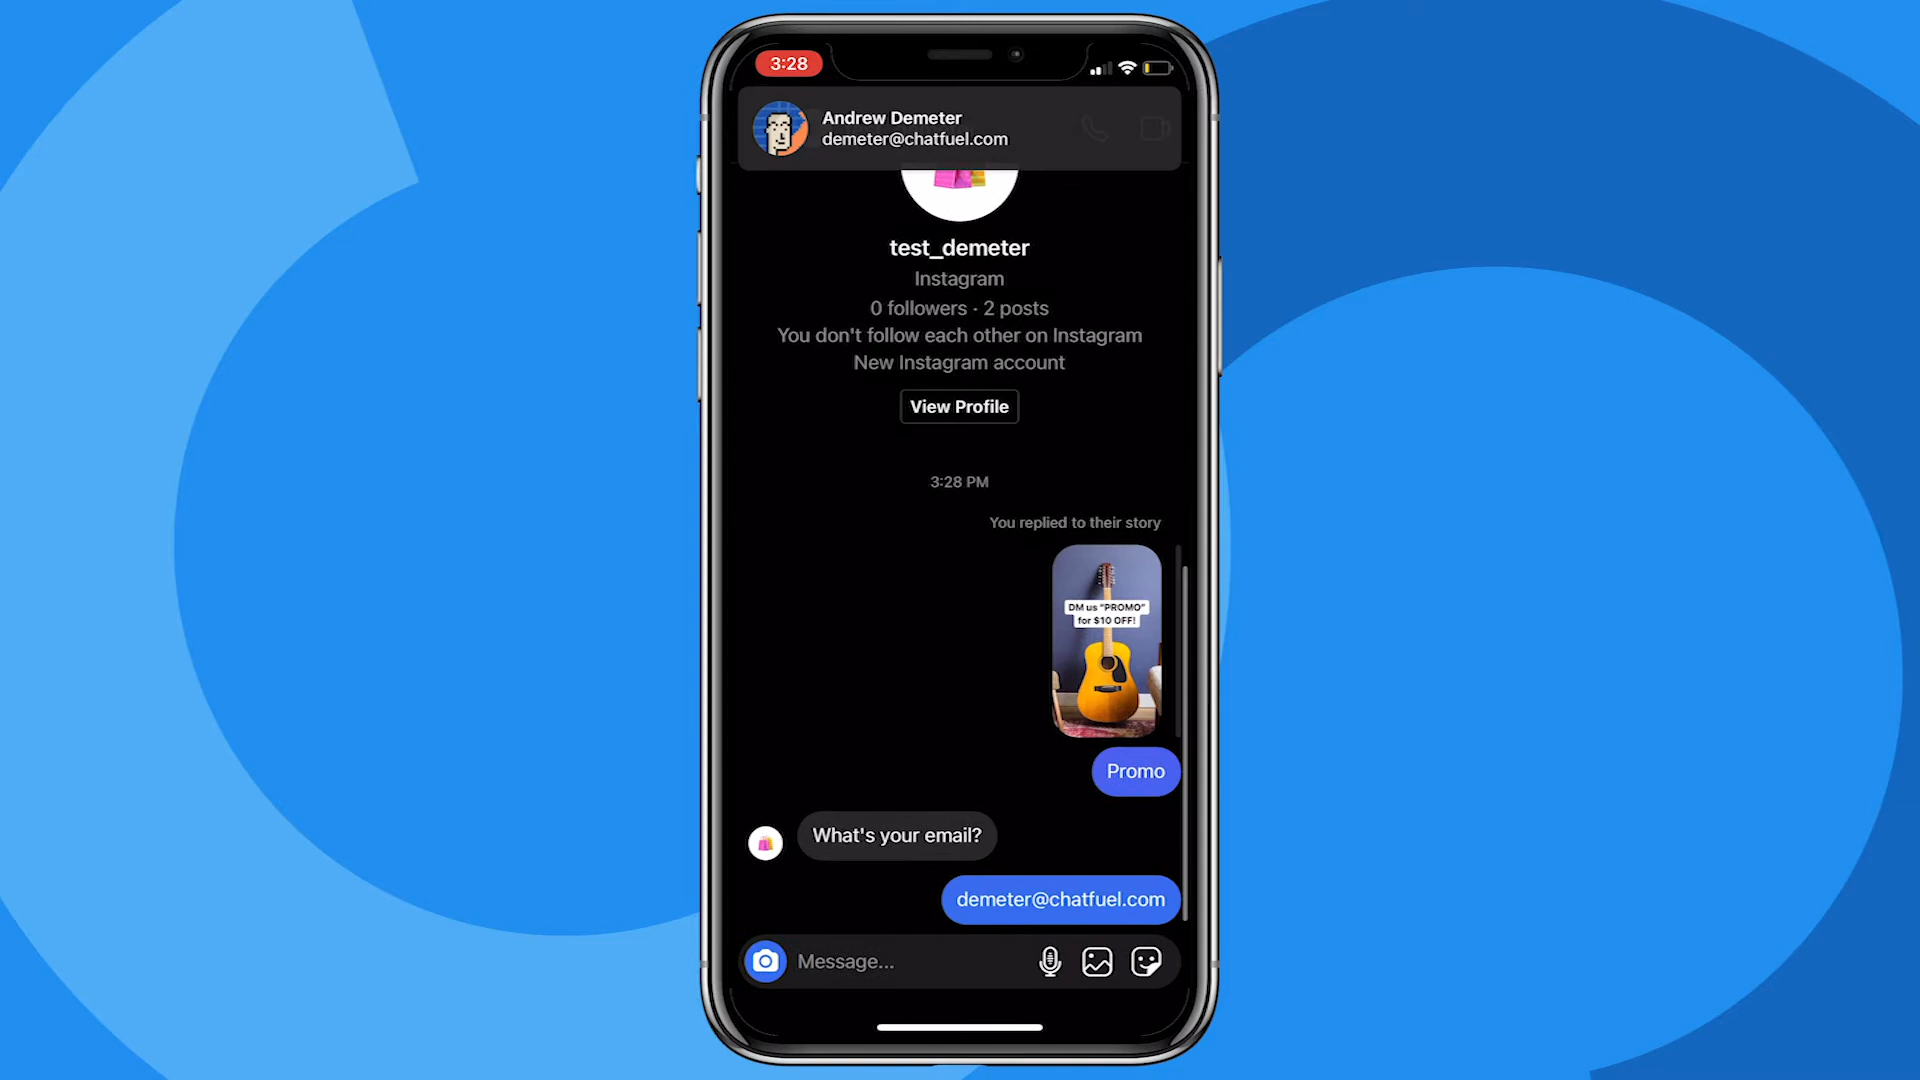 3:28
Andrew Demeter
demeter@chatfuel.com
test_demeter
Instagram
0 followers · 2 posts
You don't follow each other on Instagram
New Instagram account
View Profile
3:28 PM
You replied to their story
DM us "PROMO"
for $10 OFF!
Promo
What's your email?
demeter@chatfuel.com
Message...